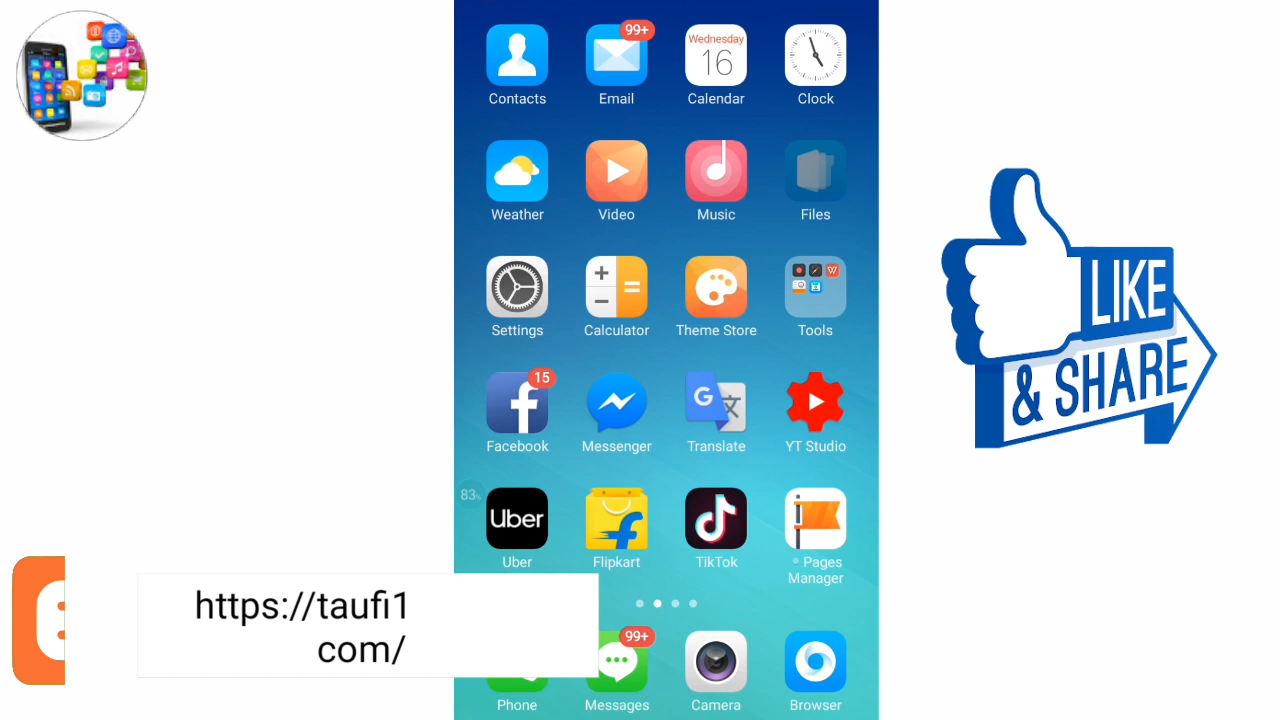 99+
Wednesday
16
Contacts
Email
Calendar
Clock
Weather
Video
Music
Files
Settings
Calculator
Theme Store
Tools
15
G
Facebook
Messenger
Translate
YT Studio
83%
Uber
Uber
Flipkart
TikTok
Pages
Manager
https://taufi1
com/
99+
Phone
Messages
Camera
Browser
LIKE
& SHARE